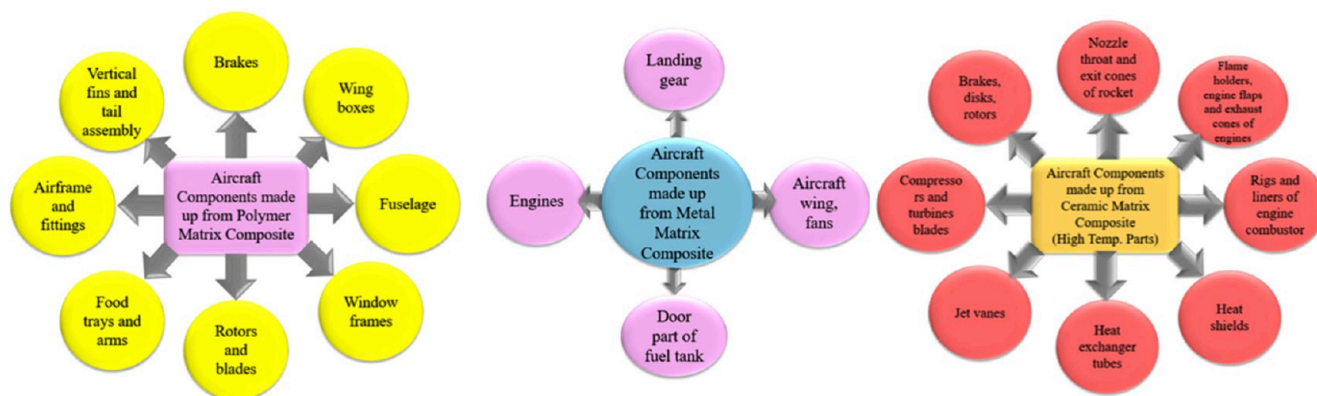 Brakes
Wing
boxes
Fuselage
Window
frames
Rotors
and
blades
Food
trays and
arms
Airframe
and
fittings
Vertical
fins and
tail
assembly
Aircraft
Components made
up from Polymer
Matrix Composite
Landing
gear
Aircraft
wing,
fans
Door
part of
fuel tank
Engines
Aircraft
Components
made up
from Metal
Matrix
Composite
Nozzle
throat and
exit cones
of rocket
Flame
holders,
engine flaps
and exhaust
cones of
engines
Rigs and
liners of
engine
combustor
Heat
shields
Heat
exchanger
tubes
Jet vanes
Compresso
rs and
turbines
blades
Brakes,
disks,
rotors
Aircraft Components
made up from
Ceramic Matrix
Composite
(High Temp. Parts)